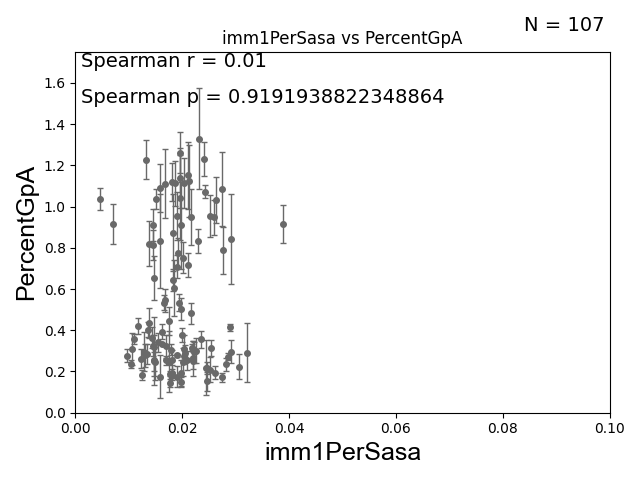 N = 107
imm1PerSasa vs PercentGpA
Spearman r = 0.01
Spearman p = 0.9191938822348864
PercentGpA
1.6
1.4
1.2
1.0
0.8
0.6
0.4
0.2
0.0
0.00 0.02 0.04 0.06 0.08 0.10
imm1PerSasa